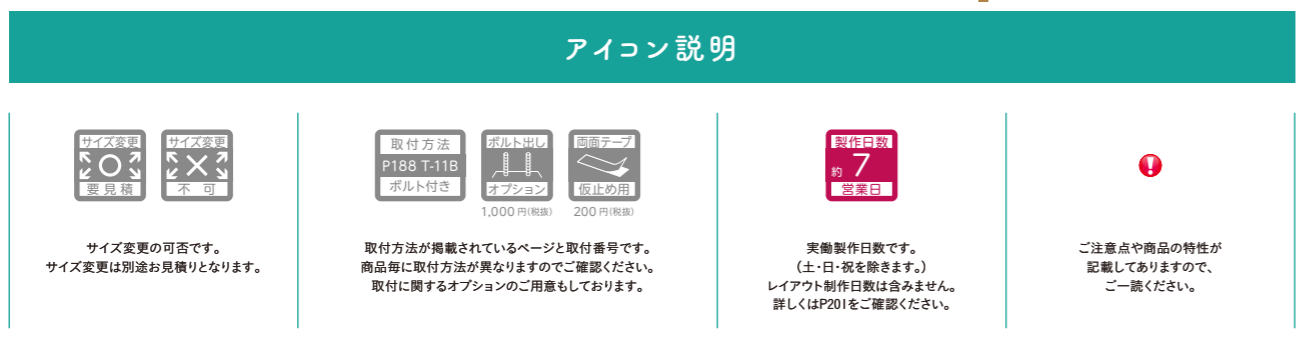 アイコン説明
サイズ変更
要見積
サイズ変更
不可
サイズ変更の可否です。
サイズ変更は別途お見積りとなります。
取付方法
P188 T-11B
ボルト付き
ボルト出し
オプション
1,000 円(税抜)
両面テープ
仮止め用
200 円(税抜)
取付方法が掲載されているページと取付番号です。
商品毎に取付方法が異なりますのでご確認ください。
取付に関するオプションのご用意もしております。
製作日数
約 7
営業日
実働製作日数です。
(土・日・祝を除きます。)
レイアウト制作日数は含みません。
詳しくはP201をご確認ください。
ご注意点や商品の特性が
記載してありますので、
ご一読ください。